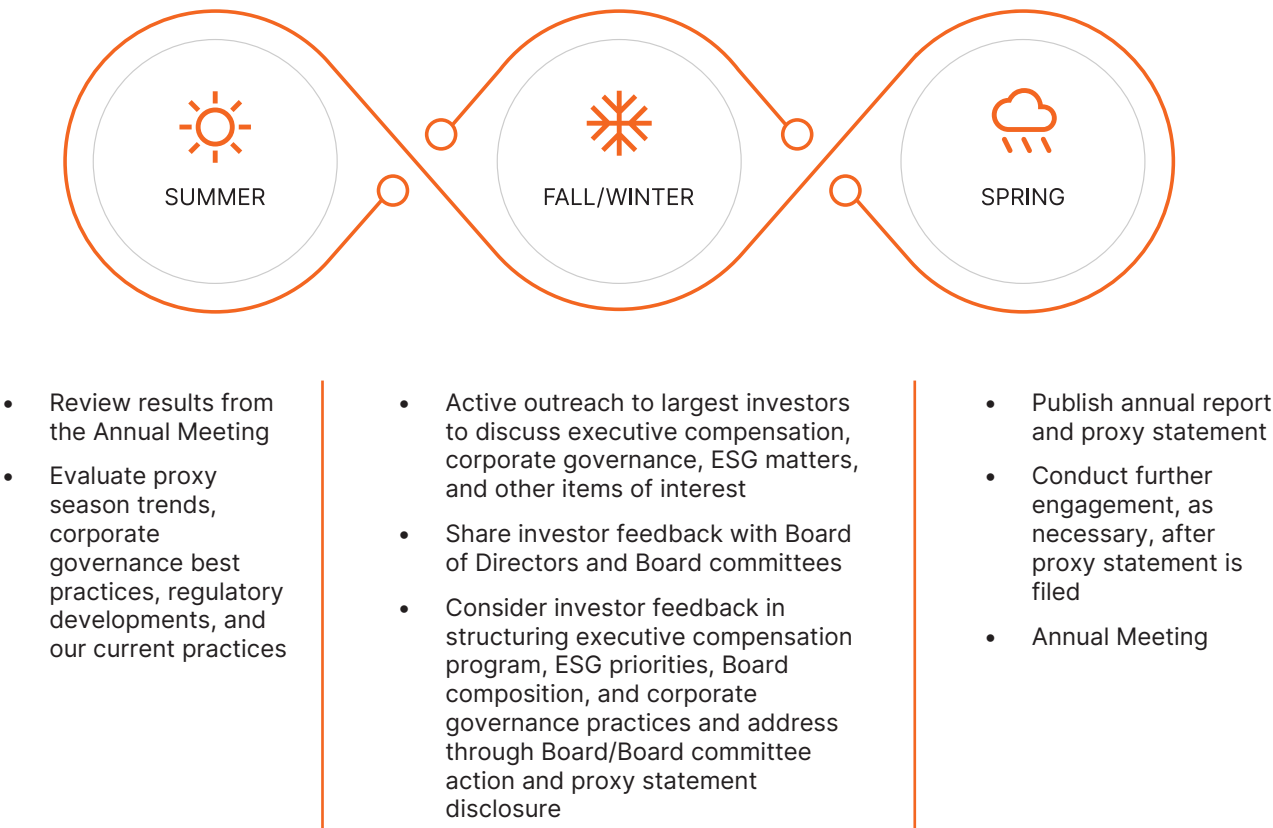 SUMMER
FALL/WINTER
SPRING
• Review results from
the Annual Meeting
• Evaluate proxy
season trends,
corporate
governance best
practices, regulatory
developments, and
our current practices
• Active outreach to largest investors
to discuss executive compensation,
corporate governance, ESG matters,
and other items of interest
• Share investor feedback with Board
of Directors and Board committees
• Consider investor feedback in
structuring executive compensation
program, ESG priorities, Board
composition, and corporate
governance practices and address
through Board/Board committee
action and proxy statement
disclosure
• Publish annual report
and proxy statement
• Conduct further
engagement, as
necessary, after
proxy statement is
filed
• Annual Meeting